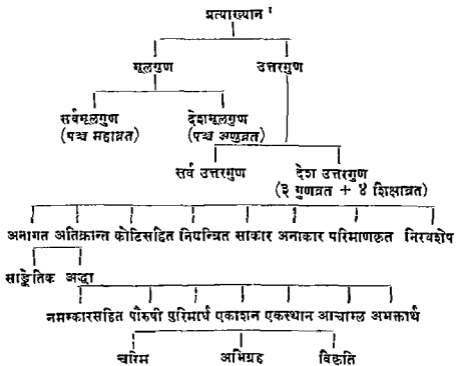 प्रत्याख्यान १
मूलगुण उत्तरगुण
सर्वमूलगुण देशमूलगुण
(पञ्च महाव्रत) (पञ्च अणुव्रत)
सर्व उत्तरगुण देश उत्तरगुण
(३ गुणव्रत + ४ शिक्षाव्रत)
अनागत अतिक्रान्त कोटिसहित नियन्त्रित साकार अनाकार परिमाणकृत निरवशेष
साङ्केतिक अद्धा
नमस्कारसहित पौरुषी पुरिमार्ध एकाशन एकस्थान आचाम्ल अभक्तार्थ
चरिम अभिग्रह विकृति